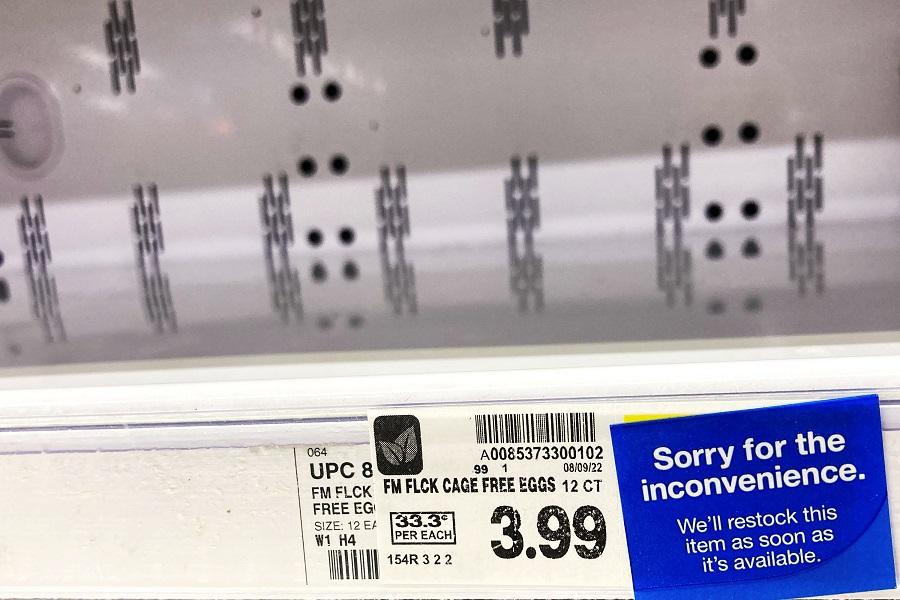 064
UPC 8
FM FLCK
FREE EG
SIZE: 12 EA
W1 H4
A0085373300102
.99 1 08/09/22
FM FLCK CAGE FREE EGGS 12 CT
33.3¢
PER EACH
3.99
154R 3 2 2
Sorry for the
inconvenience.
We'll restock this
item as soon as
it's available.